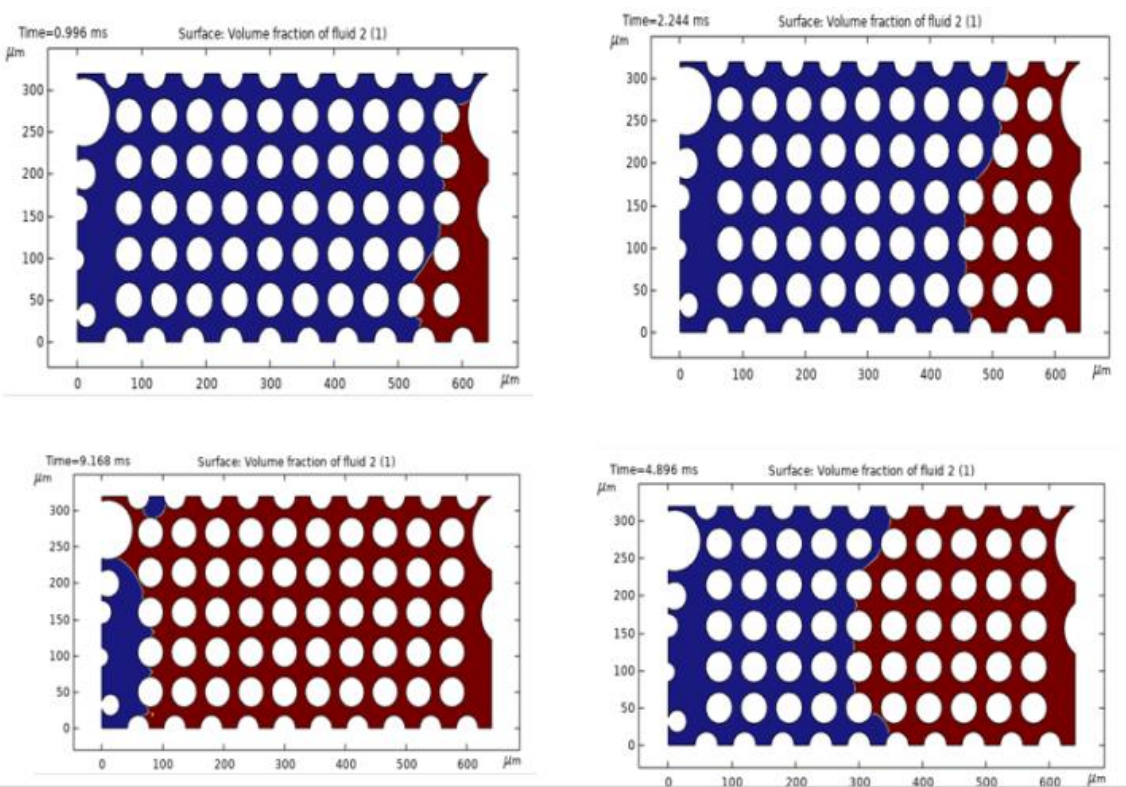 Time=0.996 ms Surface: Volume fraction of fluid 2 (1)
μm
300
250
200
150
100
50
0
0 100 200 300 400 500 600 μm
Time=2.244 ms Surface: Volume fraction of fluid 2 (1)
μm
300
250
200
150
100
50
0
0 100 200 300 400 500 600 μm
Time=9.168 ms Surface: Volume fraction of fluid 2 (1)
μm
300
250
200
150
100
50
0
0 100 200 300 400 500 600 μm
Time=4.896 ms Surface: Volume fraction of fluid 2 (1)
μm
300
250
200
150
100
50
0
0 100 200 300 400 500 600 μm